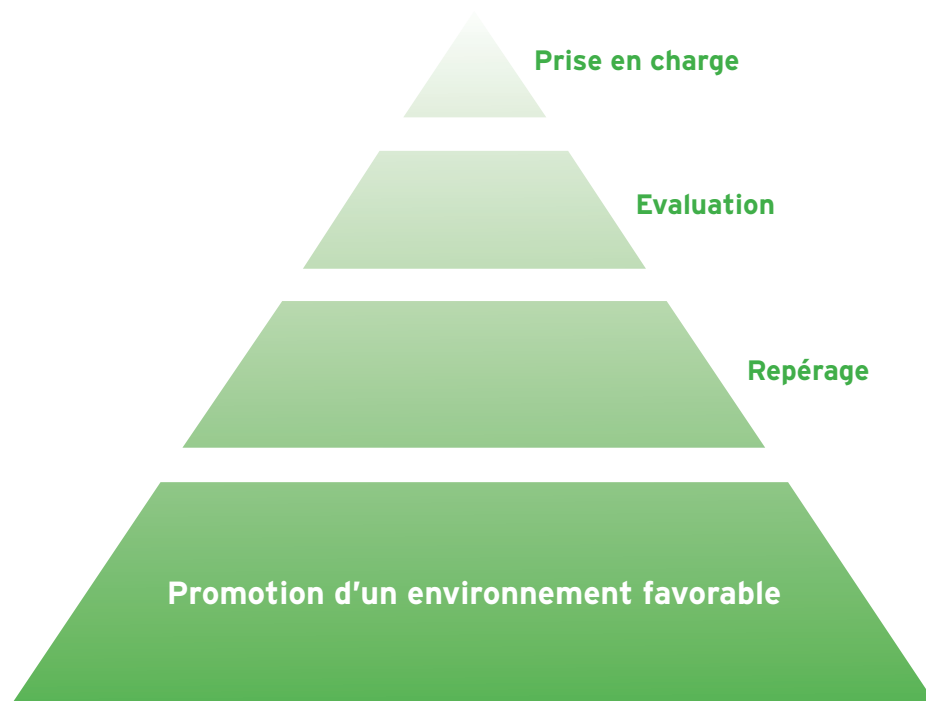 Prise en charge
Evaluation
Repérage
Promotion d'un environnement favorable